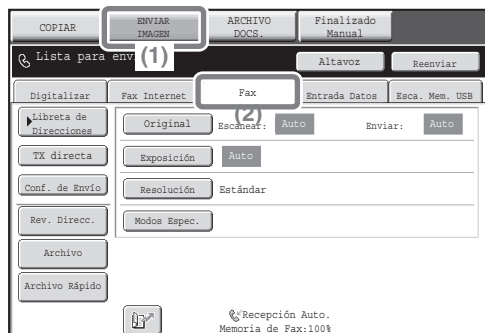 COPIAR
ENVIAR
IMAGEN
ARCHIVO
DOCS.
Finalizado
Manual
Lista para
(1)
Altavoz
Reenviar
Digitalizar
Fax Internet
Fax
Entrada Datos
Esca. Mem. USB
Libreta de
Direcciones
Original
(2)
Escanear:
Auto
Enviar:
Auto
TX directa
Exposición
Auto
Conf. de Envío
Resolución
Estándar
Rev. Direcc.
Modos Espec.
Archivo
Archivo Rápido
Recepción Auto.
Memoria de Fax:100%